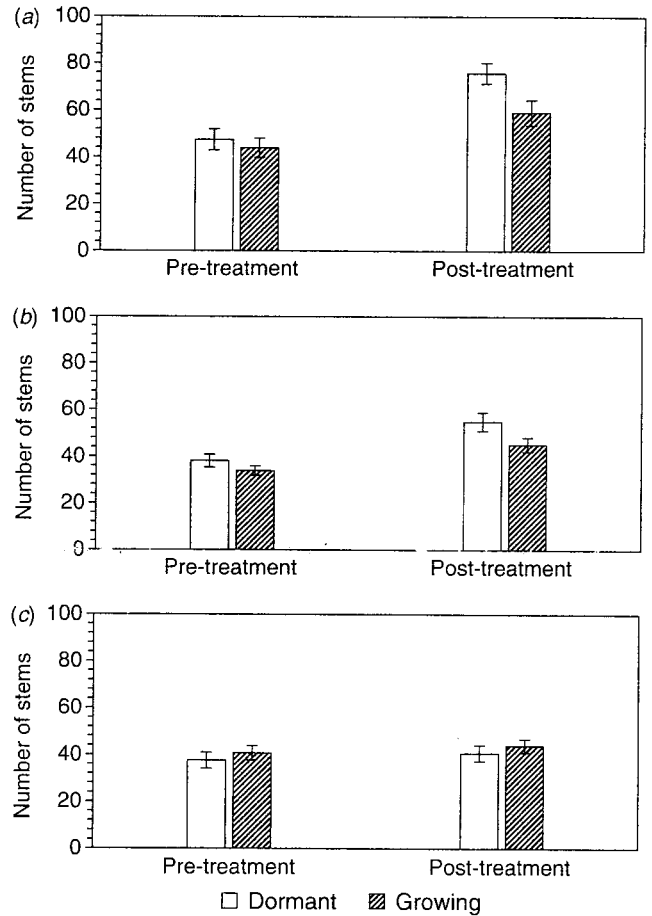 (a) 100
80
60
40
20
0
Number of stems
Pre-treatment Post-treatment
(b) 100
80
60
40
20
0
Number of stems
Pre-treatment Post-treatment
(c) 100
80
60
40
20
0
Number of stems
Pre-treatment Post-treatment
Dormant Growing